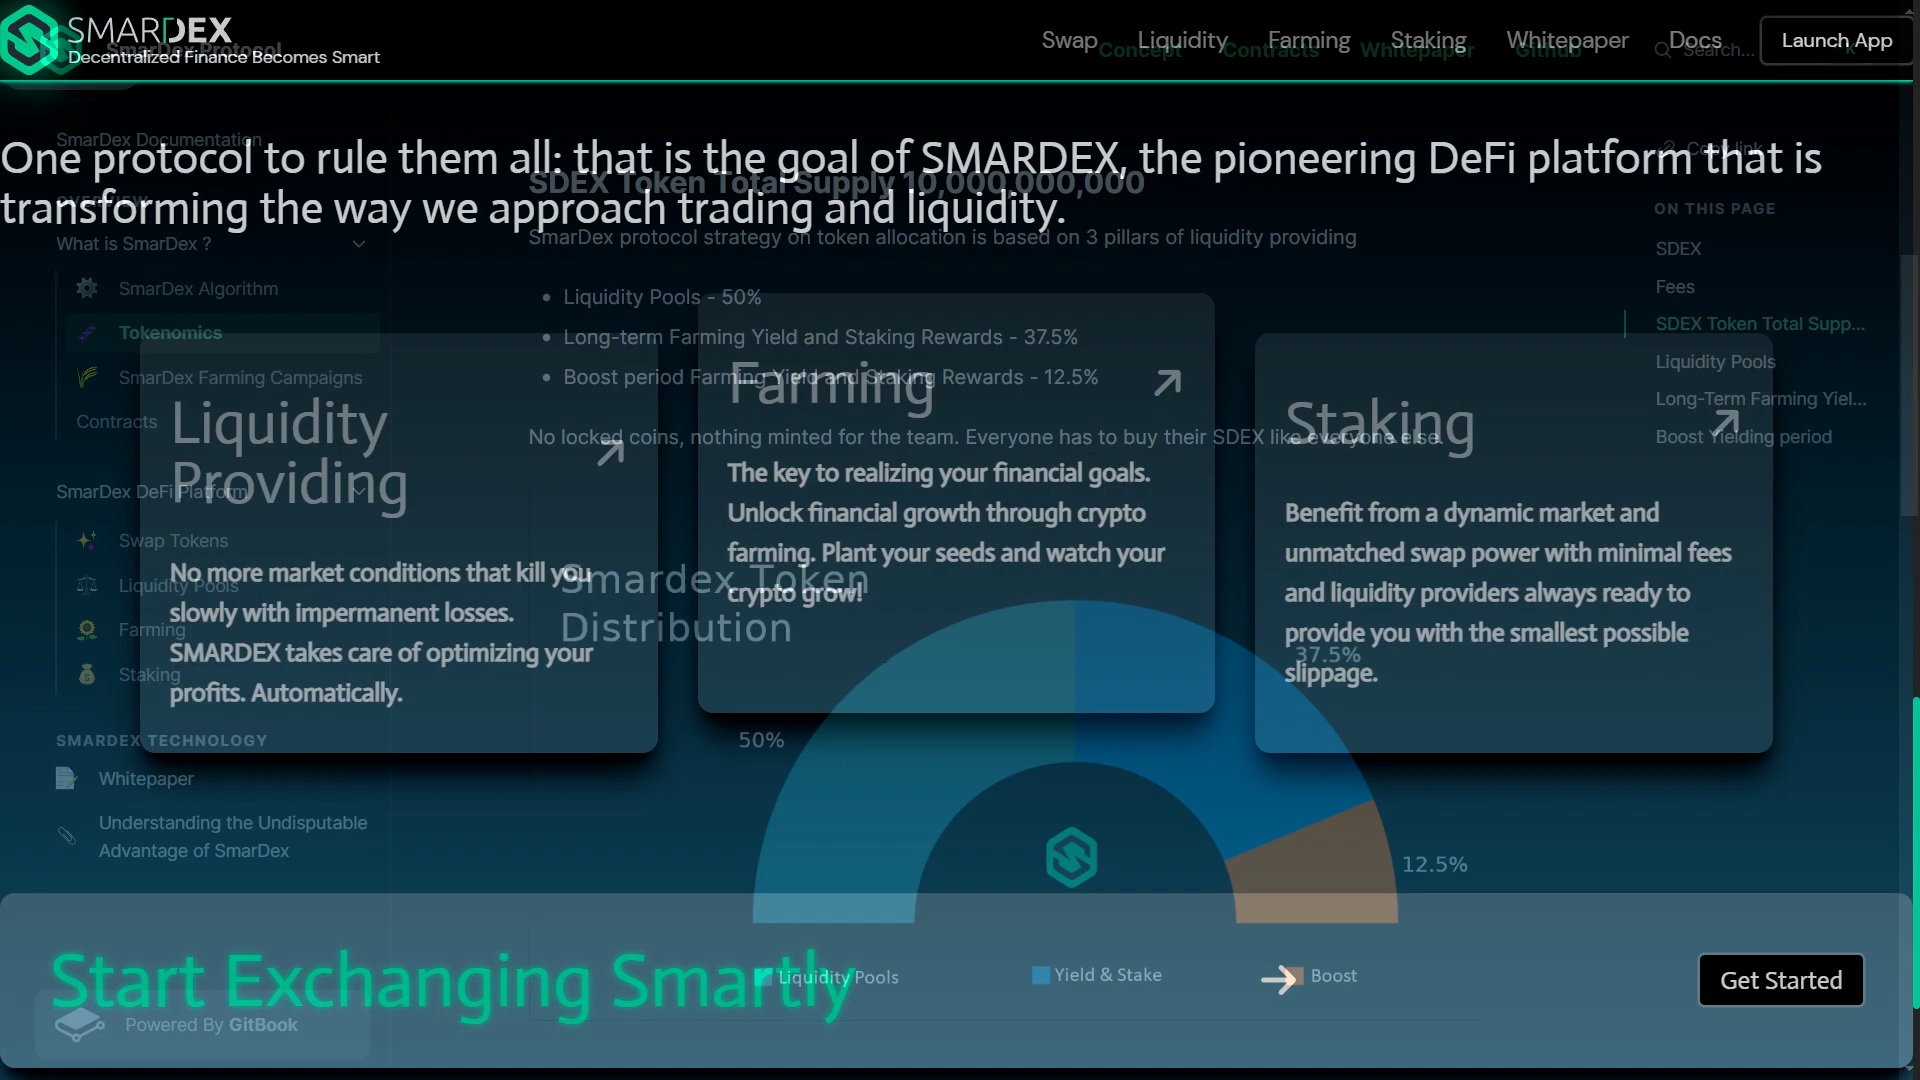 SMARDEX
Decentralized Finance Becomes Smart
SmarDex Protocol
Swap
Liquidity
Farming
Staking
Whitepaper
Docs
Launch App
Concept
Contracts
Whitepaper
Github
Search...
SmarDex Documentation
One protocol to rule them all: that is the goal of SMARDEX, the pioneering DeFi platform that is
transforming the way we approach trading and liquidity.
Copy link
SDEX Token Total Supply 10,000,000,000
OVERVIEW
ON THIS PAGE
What is SmarDex ?
SmarDex protocol strategy on token allocation is based on 3 pillars of liquidity providing
SDEX
SmarDex Algorithm
Fees
• Liquidity Pools - 50%
Tokenomics
• Long-term Farming Yield and Staking Rewards - 37.5%
SDEX Token Total Supp...
SmarDex Farming Campaigns
• Boost period Farming Yield and Staking Rewards - 12.5%
Liquidity Pools
Contracts
Long-Term Farming Yiel...
No locked coins, nothing minted for the team. Everyone has to buy their SDEX like everyone else.
Boost Yielding period
SmarDex DeFi Platform
Swap Tokens
Liquidity Pools
Farming
Staking
SMARDEX TECHNOLOGY
Whitepaper
Understanding the Undisputable
Advantage of SmarDex
Liquidity
Providing
No more market conditions that kill you
slowly with impermanent losses.
SMARDEX takes care of optimizing your
profits. Automatically.
Farming
The key to realizing your financial goals.
Unlock financial growth through crypto
farming. Plant your seeds and watch your
crypto grow!
Staking
Benefit from a dynamic market and
unmatched swap power with minimal fees
and liquidity providers always ready to
provide you with the smallest possible
slippage.
Smardex Token
Distribution
37.5%
50%
12.5%
Start Exchanging Smartly
Liquidity Pools
Yield & Stake
Boost
Get Started
Powered By GitBook